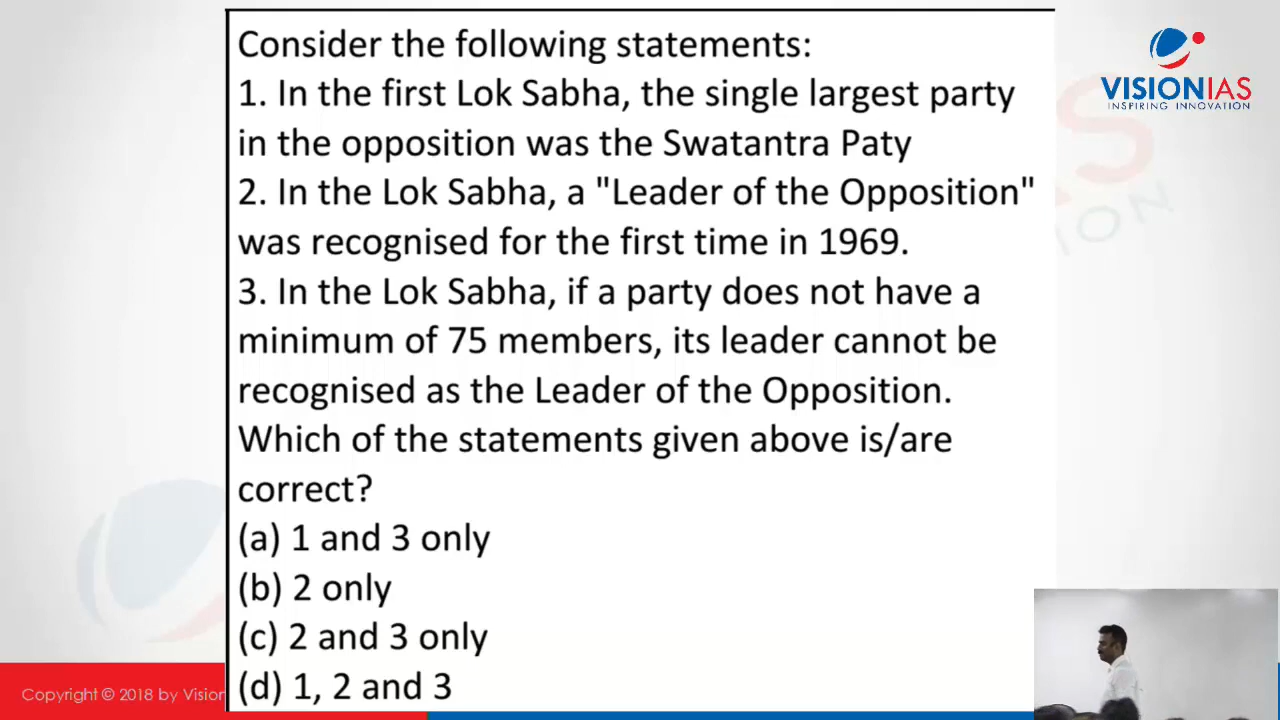 Consider the following statements:
1. In the first Lok Sabha, the single largest party
in the opposition was the Swatantra Paty
2. In the Lok Sabha, a "Leader of the Opposition"
was recognised for the first time in 1969.
3. In the Lok Sabha, if a party does not have a
minimum of 75 members, its leader cannot be
recognised as the Leader of the Opposition.
Which of the statements given above is/are
correct?
(a) 1 and 3 only
(b) 2 only
(c) 2 and 3 only
(d) 1, 2 and 3
VISIONIAS
INSPIRING INNOVATION
Copyright © 2018 by Vision